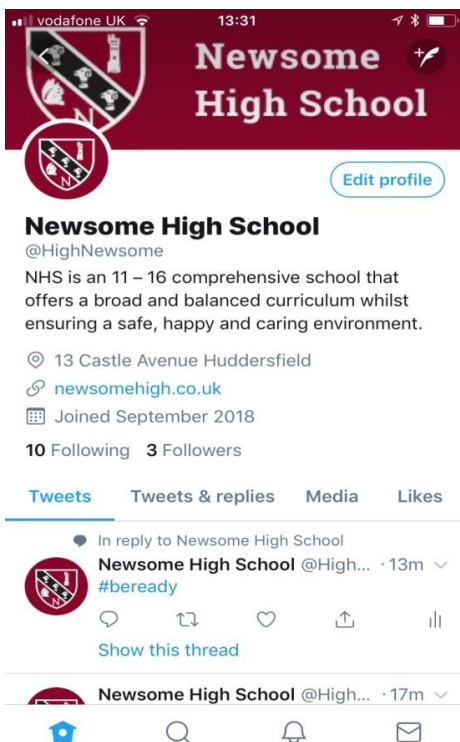 vodafone UK 13:31
Newsome
High School
N
Edit profile
Newsome High School
@HighNewsome
NHS is an 11 – 16 comprehensive school that
offers a broad and balanced curriculum whilst
ensuring a safe, happy and caring environment.
13 Castle Avenue Huddersfield
newsomehigh.co.uk
Joined September 2018
10 Following 3 Followers
Tweets Tweets & replies Media Likes
In reply to Newsome High School
Newsome High School @High... · 13m
#beready
N
Show this thread
Newsome High School @High... · 17m